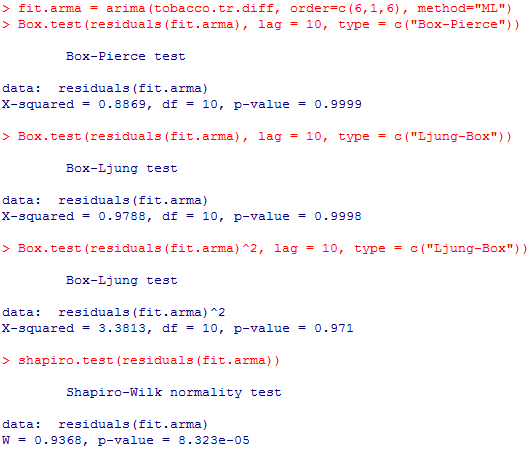 > fit.arma = arima(tobacco.tr.diff, order=c(6,1,6), method="ML")
> Box.test(residuals(fit.arma), lag = 10, type = c("Box-Pierce"))
Box-Pierce test
data:  residuals(fit.arma)
X-squared = 0.8869, df = 10, p-value = 0.9999
> Box.test(residuals(fit.arma), lag = 10, type = c("Ljung-Box"))
Box-Ljung test
data:  residuals(fit.arma)
X-squared = 0.9788, df = 10, p-value = 0.9998
> Box.test(residuals(fit.arma)^2, lag = 10, type = c("Ljung-Box"))
Box-Ljung test
data:  residuals(fit.arma)^2
X-squared = 3.3813, df = 10, p-value = 0.971
> shapiro.test(residuals(fit.arma))
Shapiro-Wilk normality test
data:  residuals(fit.arma)
W = 0.9368, p-value = 8.323e-05